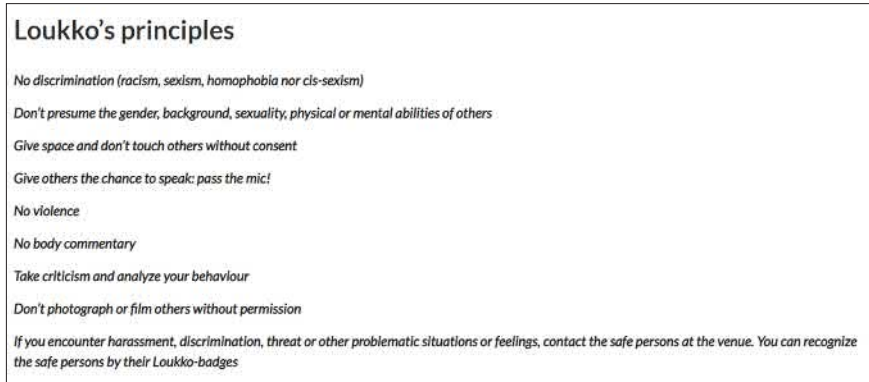 Loukko’s principles
No discrimination (racism, sexism, homophobia nor cis-sexism)
Don’t presume the gender, background, sexuality, physical or mental abilities of others
Give space and don’t touch others without consent
Give others the chance to speak: pass the mic!
No violence
No body commentary
Take criticism and analyze your behaviour
Don’t photograph or film others without permission
If you encounter harassment, discrimination, threat or other problematic situations or feelings, contact the safe persons at the venue. You can recognize
the safe persons by their Loukko-badges